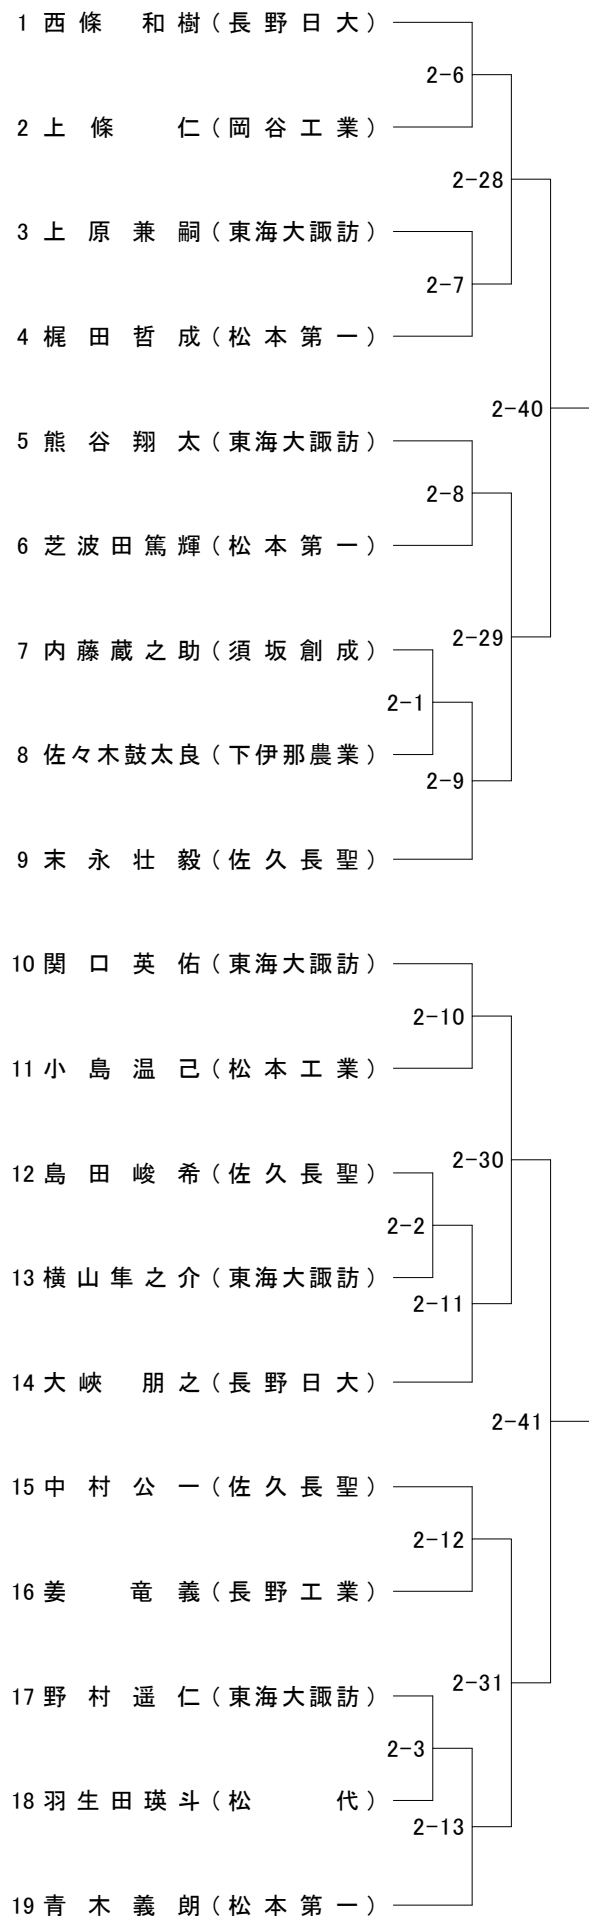 1 西條 和樹(長野日大)
2-6
2 上條 仁(岡谷工業)
2-28
3 上原兼嗣(東海大諏訪)
2-7
4 梶田哲成(松本第一)
2-40
5 熊谷翔太(東海大諏訪)
2-8
6 芝波田篤輝(松本第一)
2-29
7 内藤蔵之助(須坂創成)
2-1
8 佐々木鼓太良(下伊那農業)
2-9
9 末永壮毅(佐久長聖)
10 関口英佑(東海大諏訪)
2-10
11 小島温己(松本工業)
2-30
12 島田峻希(佐久長聖)
2-2
13 横山隼之介(東海大諏訪)
2-11
14 大峽 朋之(長野日大)
2-41
15 中村公一(佐久長聖)
2-12
16 姜 竜義(長野工業)
2-31
17 野村遥仁(東海大諏訪)
2-3
18 羽生田瑛斗(松 代)
2-13
19 青木義朗(松本第一)